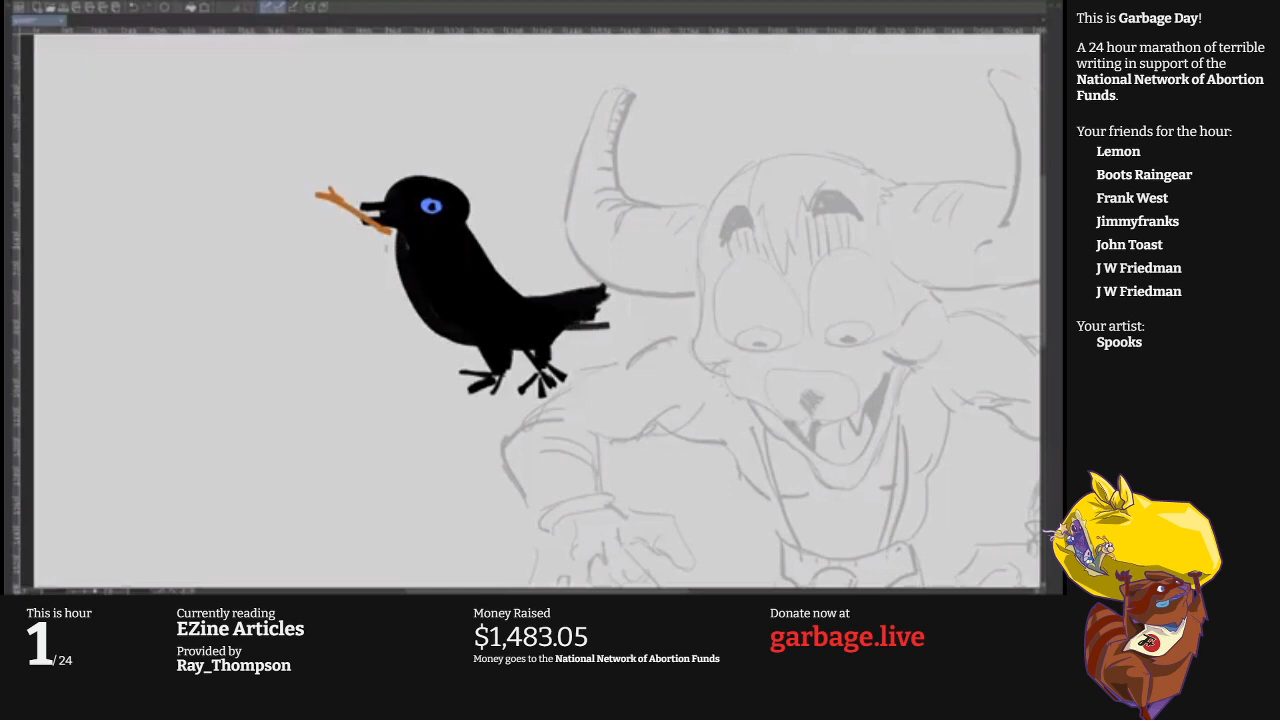 This is Garbage Day!
A 24 hour marathon of terrible
writing in support of the
National Network of Abortion
Funds.
Your friends for the hour:
Lemon
Boots Raingear
Frank West
Jimmyfranks
John Toast
J W Friedman
J W Friedman
Your artist:
Spooks
This is hour
1/ 24
Currently reading
EZine Articles
Provided by
Ray_Thompson
Money Raised
$1,483.05
Money goes to the National Network of Abortion Funds
Donate now at
garbage.live